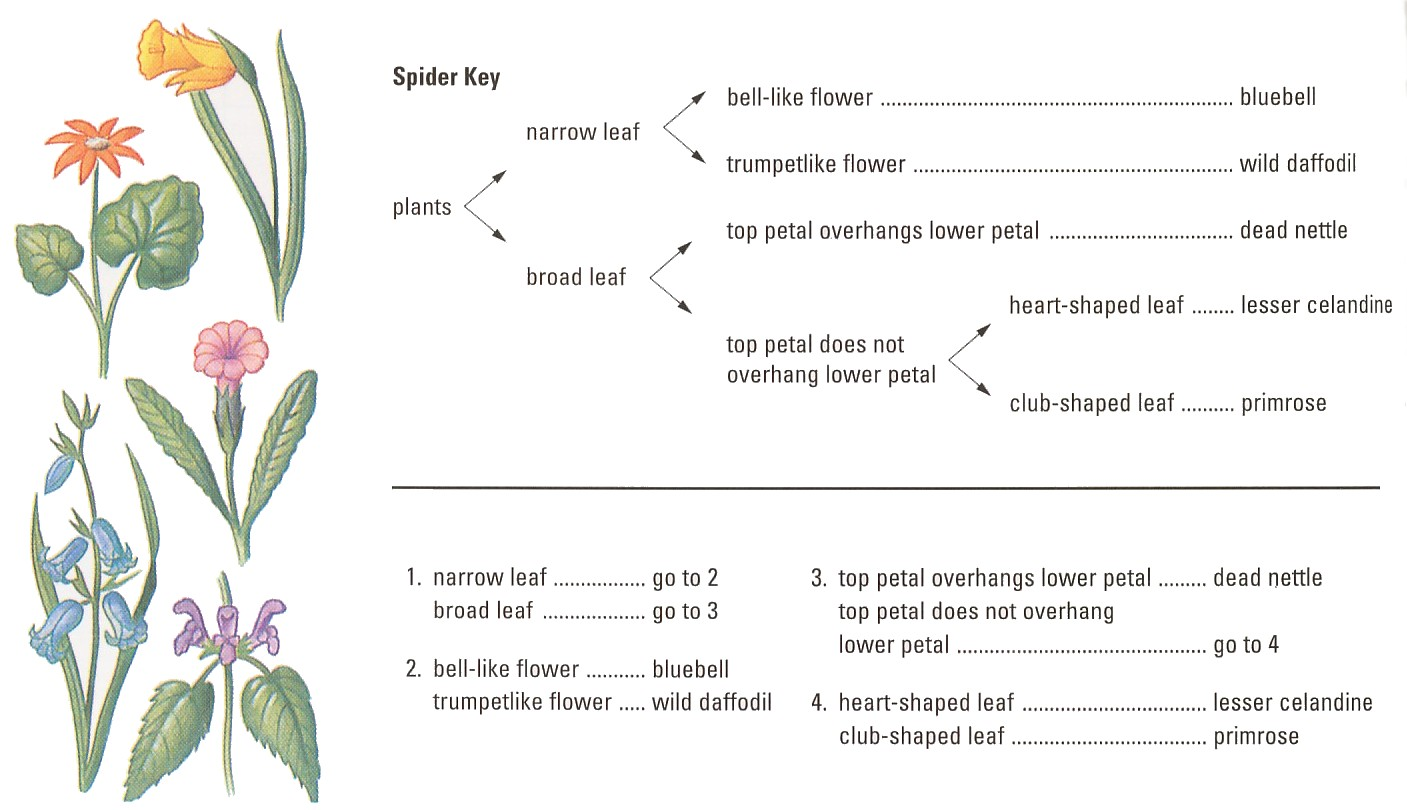 Spider Key
bell-like flower ........................................................ bluebell
narrow leaf
trumpetlike flower .................................................. wild daffodil
plants
top petal overhangs lower petal ............................ dead nettle
broad leaf
heart-shaped leaf ........ lesser celandine
top petal does not
overhang lower petal
club-shaped leaf .......... primrose
1. narrow leaf ................. go to 2
broad leaf ................... go to 3
2. bell-like flower ........... bluebell
trumpetlike flower ..... wild daffodil
3. top petal overhangs lower petal ......... dead nettle
top petal does not overhang
lower petal ...................................... go to 4
4. heart-shaped leaf ............................ lesser celandine
club-shaped leaf .............................. primrose